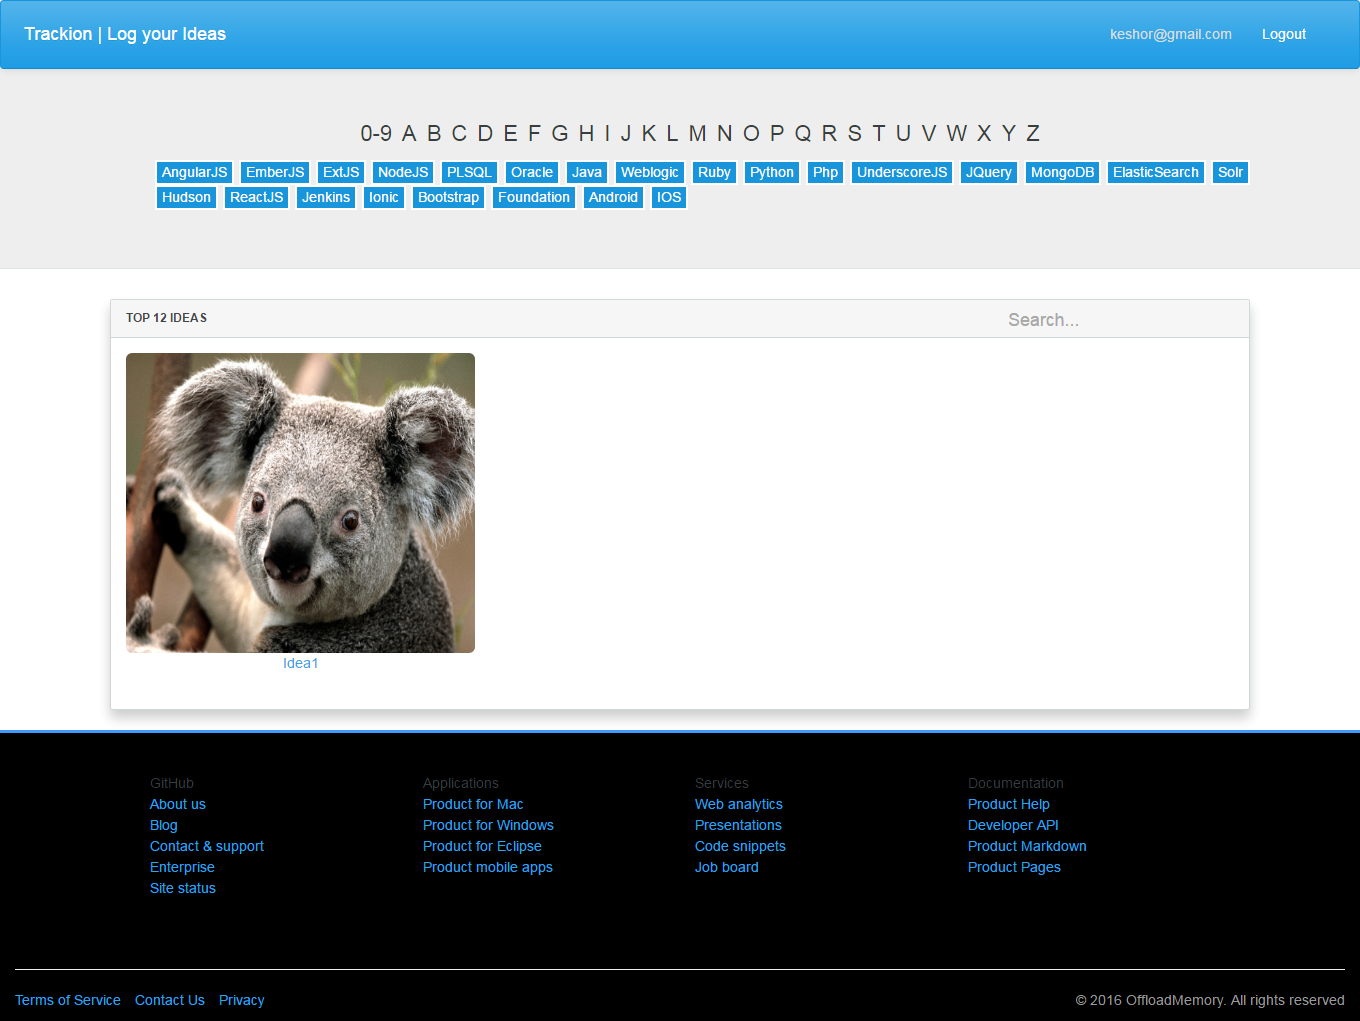 Trackion | Log your Ideas
keshor@gmail.com Logout
0-9 A B C D E F G H I J K L M N O P Q R S T U V W X Y Z
AngularJS EmberJS ExtJS NodeJS PLSQL Oracle Java Weblogic Ruby Python Php UnderscoreJS JQuery MongoDB ElasticSearch Solr
Hudson ReactJS Jenkins Ionic Bootstrap Foundation Android IOS
TOP 12 IDEAS
Search...
Idea1
GitHub
About us
Blog
Contact & support
Enterprise
Site status
Applications
Product for Mac
Product for Windows
Product for Eclipse
Product mobile apps
Services
Web analytics
Presentations
Code snippets
Job board
Documentation
Product Help
Developer API
Product Markdown
Product Pages
Terms of Service Contact Us Privacy
© 2016 OffloadMemory. All rights reserved